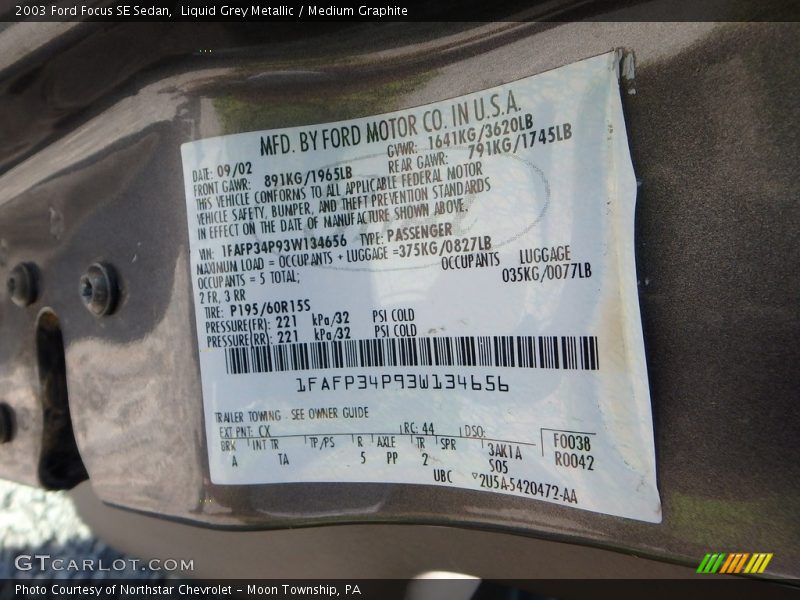 2003 Ford Focus SE Sedan,  Liquid Grey Metallic / Medium Graphite
MFD. BY FORD MOTOR CO. IN U.S.A.
DATE: 09/02 GVWR: 1641KG/3620LB
FRONT GAWR: 891KG/1965LB REAR GAWR: 791KG/1745LB
THIS VEHICLE CONFORMS TO ALL APPLICABLE FEDERAL MOTOR
VEHICLE SAFETY, BUMPER, AND THEFT PREVENTION STANDARDS
IN EFFECT ON THE DATE OF MANUFACTURE SHOWN ABOVE.
VIN: 1FAFP34P93W134656 TYPE: PASSENGER
MAXIMUM LOAD = OCCUPANTS + LUGGAGE =375KG/0827LB
OCCUPANTS = 5 TOTAL; OCCUPANTS LUGGAGE
2 FR, 3 RR 035KG/0077LB
TIRE: P195/60R15S
PRESSURE(FR): 221 kPa/32 PSI COLD
PRESSURE(RR): 221 kPa/32 PSI COLD
1FAFP34P93W134656
TRAILER TOWING - SEE OWNER GUIDE
EXT PNT: CX RC: 44 DSO:
BRK INT TR TP/PS R AXLE TR SPR 3AK1A F0038
A TA 5 PP 2 S05 R0042
UBC 2U5A-5420472-AA
GTCARLOT.COM
Photo Courtesy of Northstar Chevrolet - Moon Township, PA